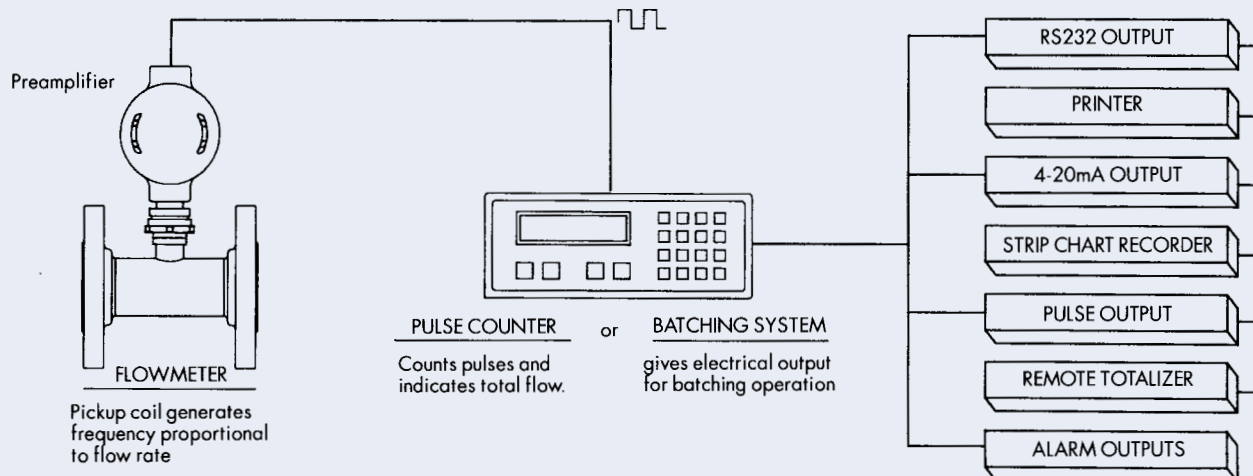 Preamplifier
FLOWMETER
Pickup coil generates
frequency proportional
to flow rate
PULSE COUNTER
Counts pulses and
indicates total flow.
or
BATCHING SYSTEM
gives electrical output
for batching operation
RS232 OUTPUT
PRINTER
4-20mA OUTPUT
STRIP CHART RECORDER
PULSE OUTPUT
REMOTE TOTALIZER
ALARM OUTPUTS